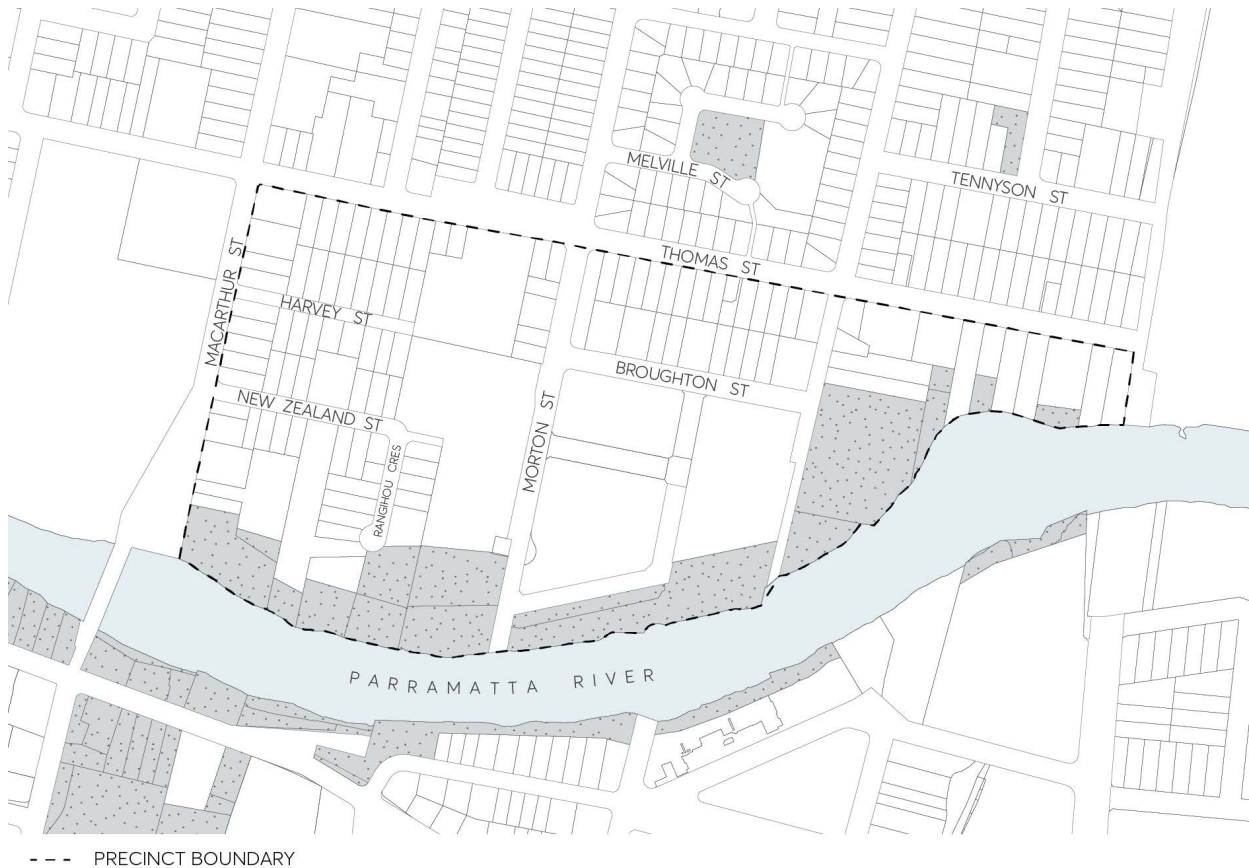 MELVILLE ST
TENNYSON ST
THOMAS ST
MACARTHUR ST
HARVEY ST
BROUGHTON ST
NEW ZEALAND ST
MORTON ST
RANGIHOU CRES
PARRAMATTA RIVER
PRECINCT BOUNDARY